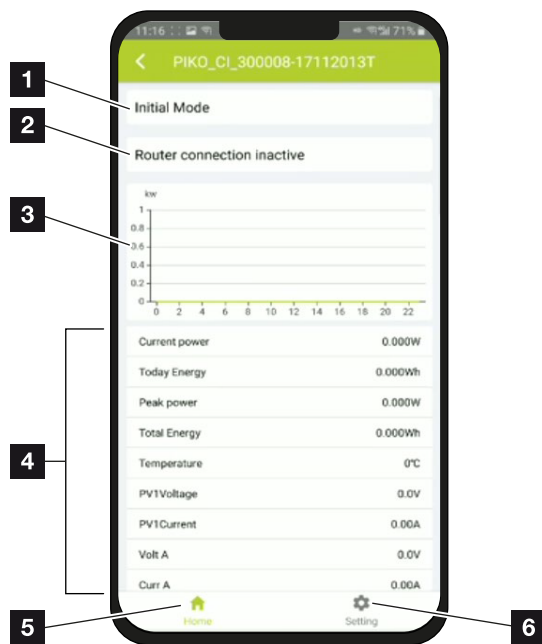 11:16 71%
PIKO_CI_300008-17112013T
1
Initial Mode
2
Router connection inactive
3
kw
1
0.8
0.6
0.4
0.2
0
0 2 4 6 8 10 12 14 16 18 20 22
4
Current power 0.000W
Today Energy 0.000Wh
Peak power 0.000W
Total Energy 0.000Wh
Temperature 0°C
PV1Voltage 0.0V
PV1Current 0.00A
Volt A 0.0V
Curr A 0.00A
5
Home
Setting
6